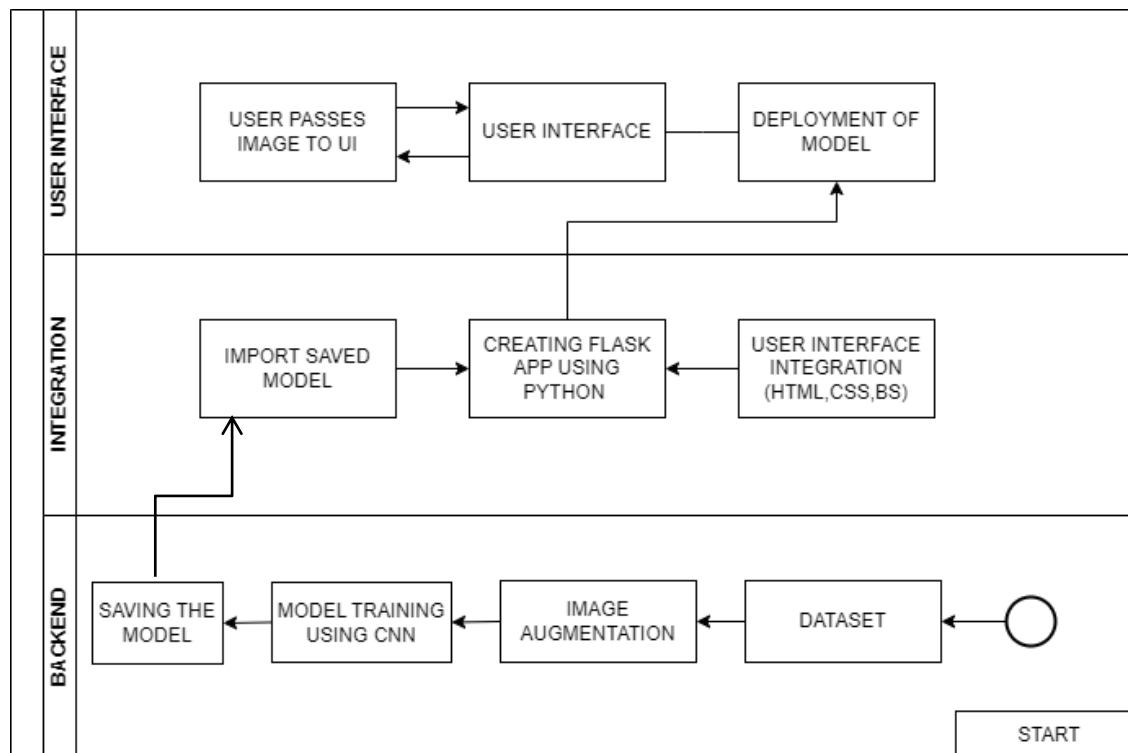 USER INTERFACE
USER PASSES
IMAGE TO UI
USER INTERFACE
DEPLOYMENT OF
MODEL
INTEGRATION
IMPORT SAVED
MODEL
CREATING FLASK
APP USING
PYTHON
USER INTERFACE
INTEGRATION
(HTML,CSS,BS)
BACKEND
SAVING THE
MODEL
MODEL TRAINING
USING CNN
IMAGE
AUGMENTATION
DATASET
START